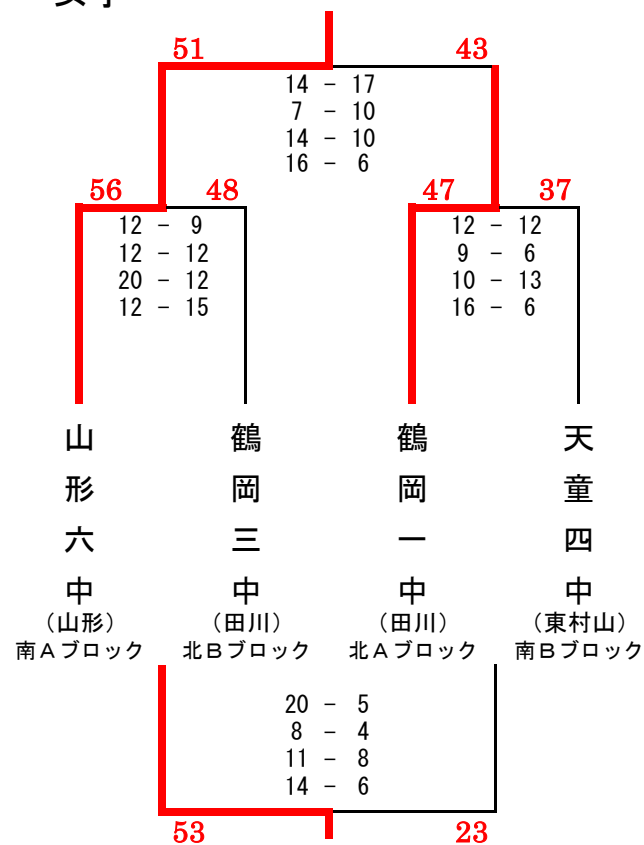 51 43
14 - 17
7 - 10
14 - 10
16 - 6
56 48 47 37
12 - 9
12 - 12
20 - 12
12 - 15
12 - 12
9 - 6
10 - 13
16 - 6
山形六中
(山形)
南Aブロック
鶴岡三中
(田川)
北Bブロック
鶴岡一中
(田川)
北Aブロック
天童四中
(東村山)
南Bブロック
20 - 5
8 - 4
11 - 8
14 - 6
53 23